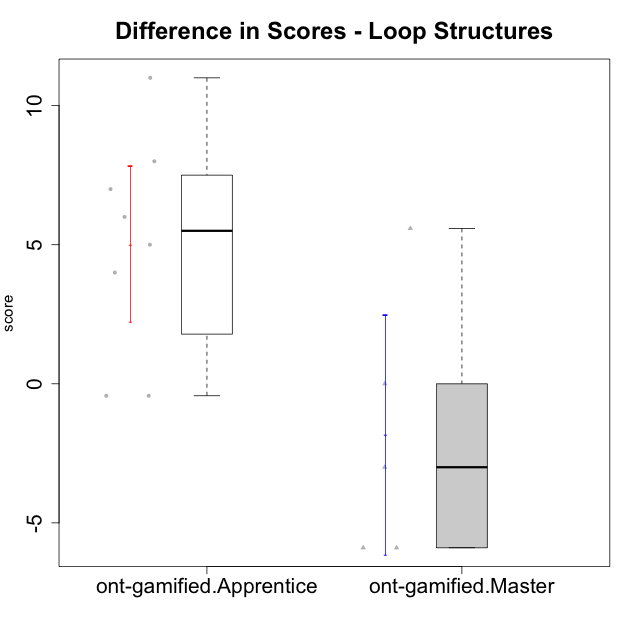 Difference in Scores - Loop Structures
10
5
0
-5
score
ont-gamified.Apprentice
ont-gamified.Master